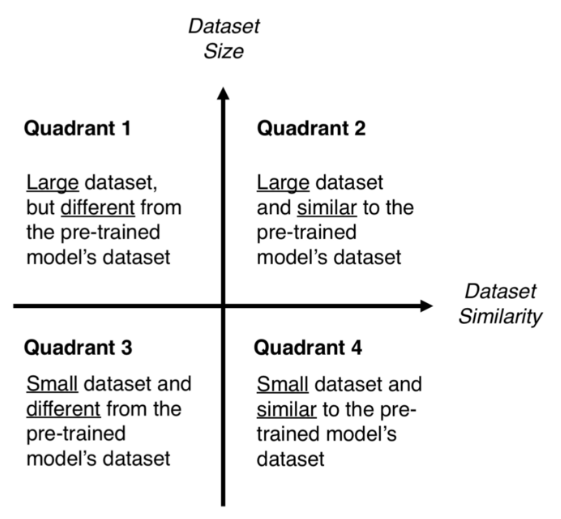 Dataset
Size
Quadrant 1
Large dataset,
but different from
the pre-trained
model's dataset
Quadrant 2
Large dataset
and similar to the
pre-trained
model's dataset
Dataset
Similarity
Quadrant 3
Small dataset and
different from the
pre-trained
model's dataset
Quadrant 4
Small dataset and
similar to the pre-
trained model's
dataset